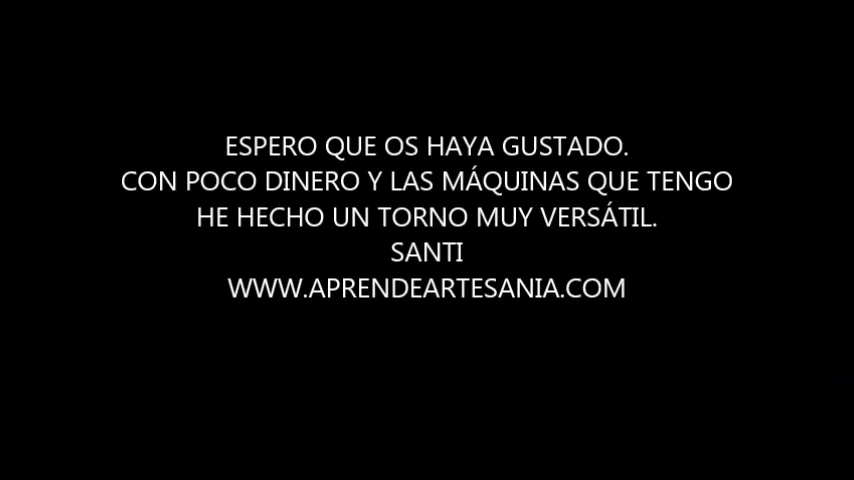 ESPERO QUE OS HAYA GUSTADO.
CON POCO DINERO Y LAS MÁQUINAS QUE TENGO
HE HECHO UN TORNO MUY VERSÁTIL.
SANTI
WWW.APRENDEARTESANIA.COM